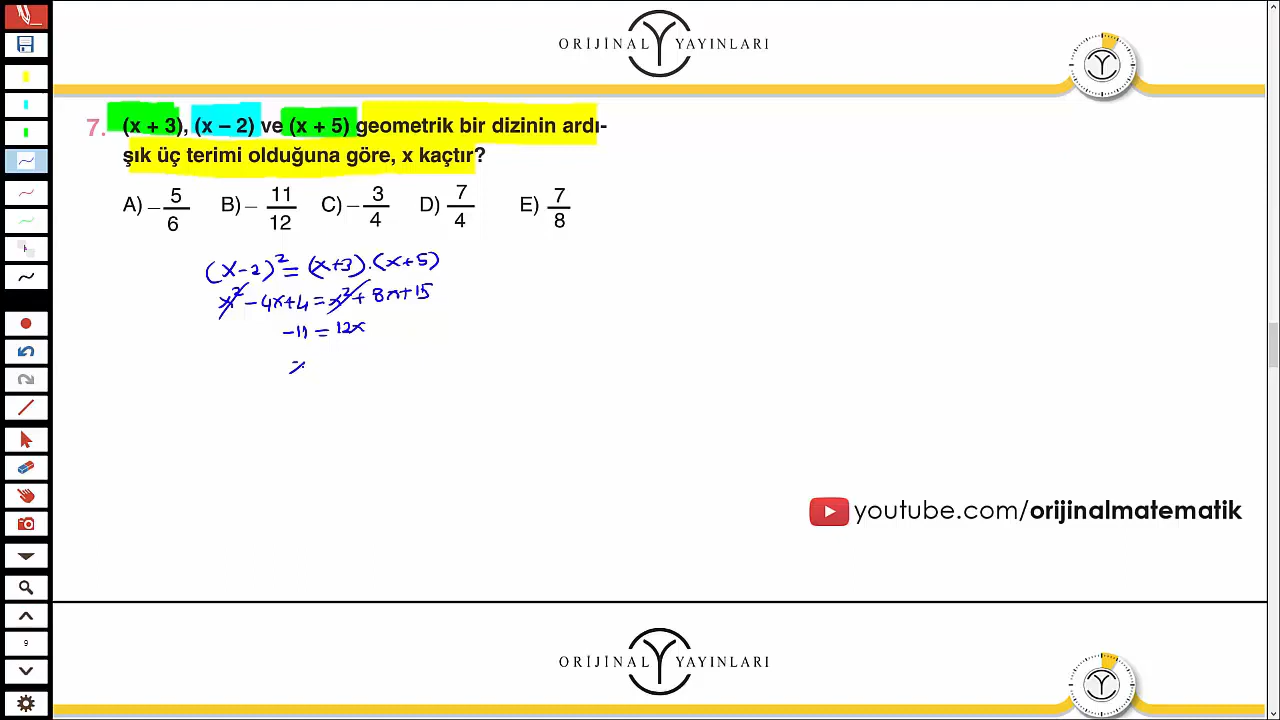 ORİJİNAL YAYINLARI
7. (x + 3), (x – 2) ve (x + 5) geometrik bir dizinin ardı-
şık üç terimi olduğuna göre, x kaçtır?
A) – 5/6 B) – 11/12 C) – 3/4 D) 7/4 E) 7/8
(x-2)² = (x+3).(x+5)
x² - 4x+4 = x² + 8x+15
-11 = 12x
x
youtube.com/orijinalmatematik
9
ORİJİNAL YAYINLARI